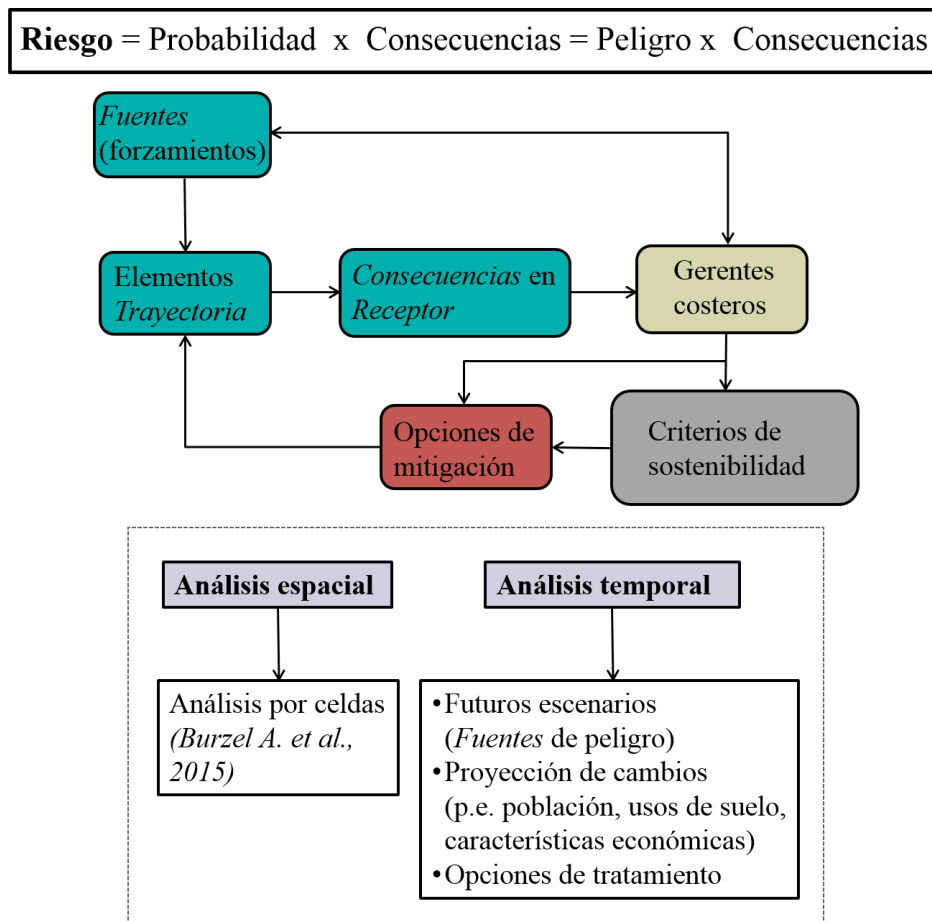 Riesgo = Probabilidad x Consecuencias = Peligro x Consecuencias
Fuentes
(forzamientos)
Elementos
Trayectoria
Consecuencias en
Receptor
Gerentes
costeros
Opciones de
mitigación
Criterios de
sostenibilidad
Análisis espacial
Análisis temporal
Análisis por celdas
(Burzel A. et al.,
2015)
•Futuros escenarios
(Fuentes de peligro)
•Proyección de cambios
(p.e. población, usos de suelo,
características económicas)
•Opciones de tratamiento